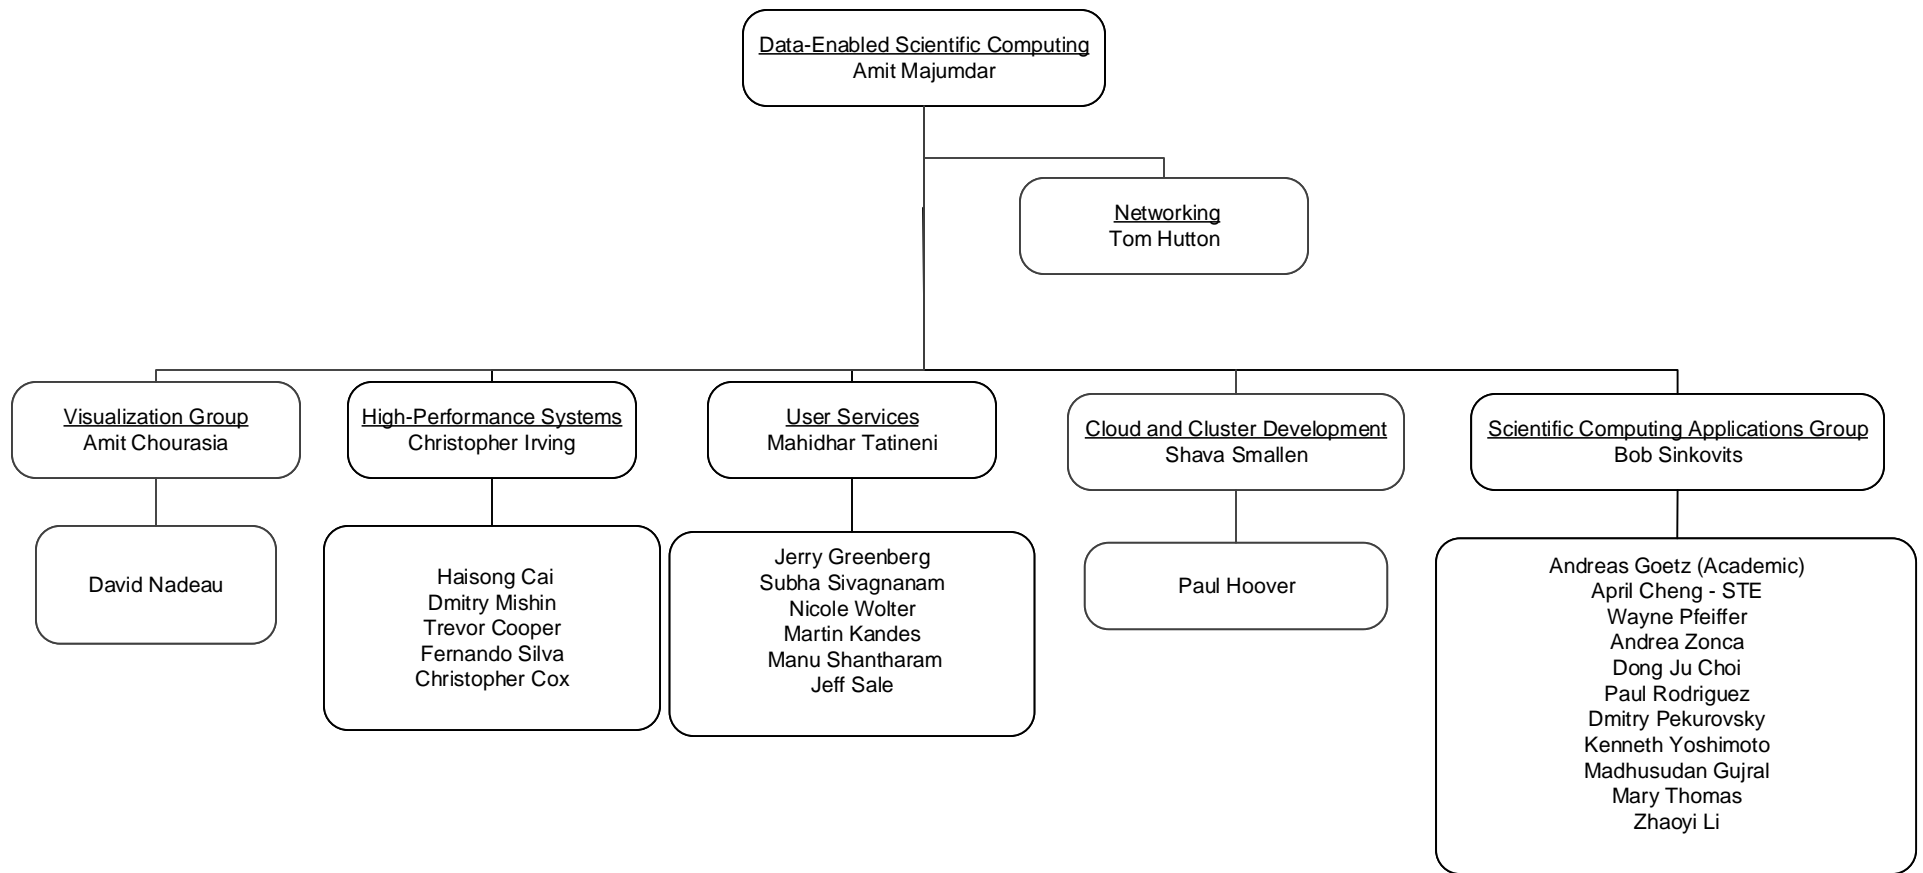 Data-Enabled Scientific Computing
Amit Majumdar
Networking
Tom Hutton
Visualization Group
Amit Chourasia
High-Performance Systems
Christopher Irving
User Services
Mahidhar Tatineni
Cloud and Cluster Development
Shava Smallen
Scientific Computing Applications Group
Bob Sinkovits
David Nadeau
Haisong Cai
Dmitry Mishin
Trevor Cooper
Fernando Silva
Christopher Cox
Jerry Greenberg
Subha Sivagnanam
Nicole Wolter
Martin Kandes
Manu Shantharam
Jeff Sale
Paul Hoover
Andreas Goetz (Academic)
April Cheng - STE
Wayne Pfeiffer
Andrea Zonca
Dong Ju Choi
Paul Rodriguez
Dmitry Pekurovsky
Kenneth Yoshimoto
Madhusudan Gujral
Mary Thomas
Zhaoyi Li